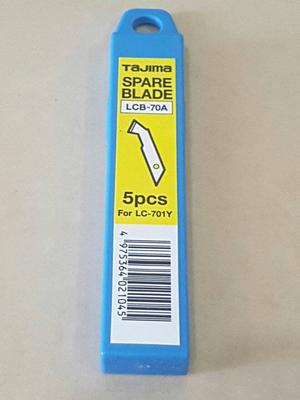 TAJIMA
SPARE
BLADE
LCB-70A
5pcs
For LC-701Y
4 975364 021045